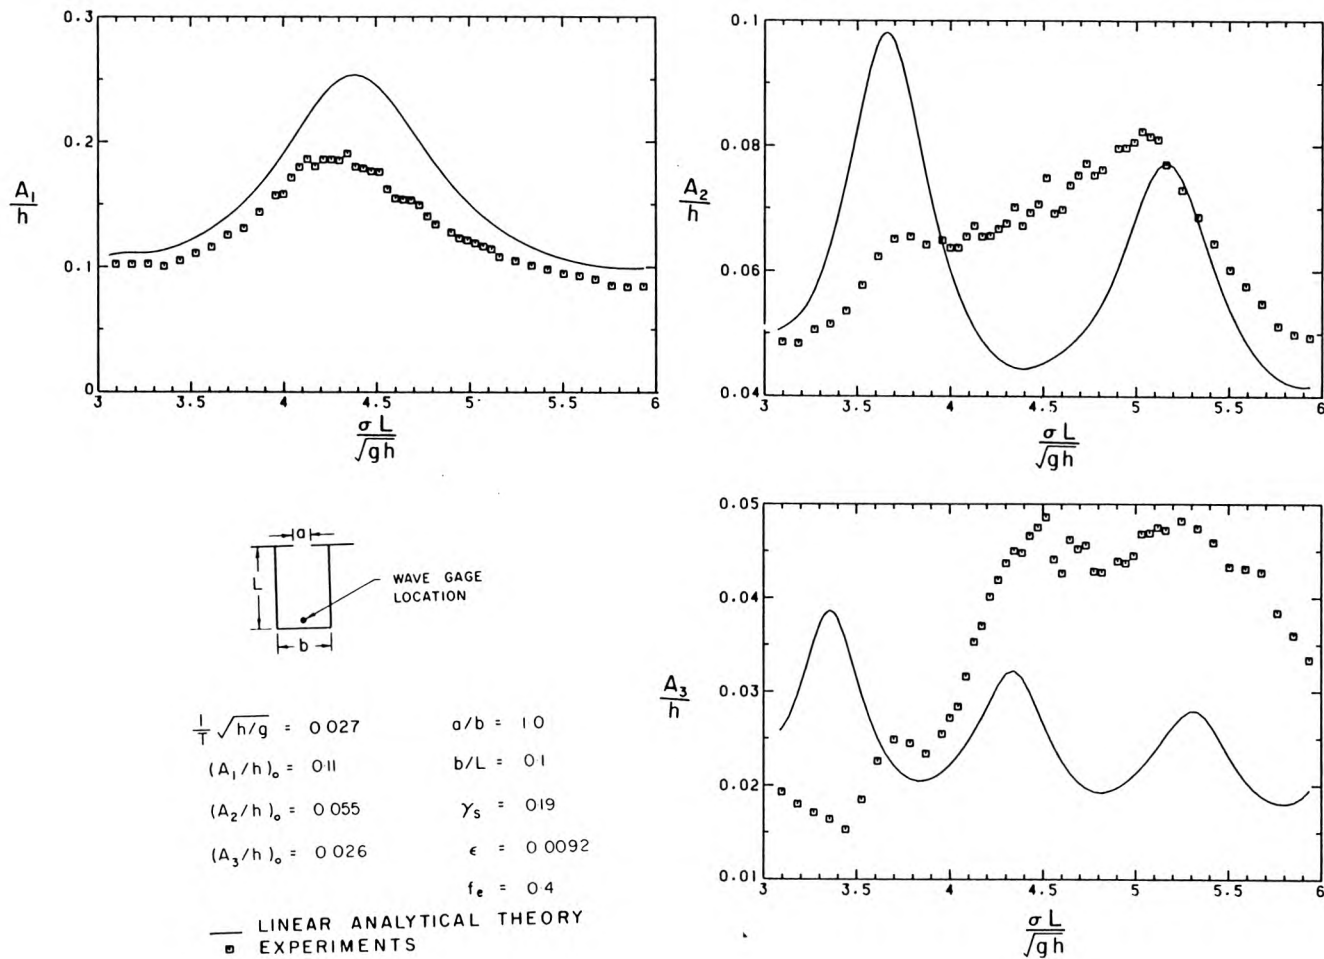 0.3
0.2
0.1
0
A₁/h
3 3.5 4 4.5 5 5.5 6
σL/√gh
0.1
0.08
0.06
0.04
A₂/h
3 3.5 4 4.5 5 5.5 6
σL/√gh
a
L
b
WAVE GAGE
LOCATION
1/T √h/g = 0 027
a/b = 1 0
(A₁/h)₀ = 0·11
b/L = 0·1
(A₂/h)₀ = 0 055
γₛ = 0 19
(A₃/h)₀ = 0 026
ϵ = 0 0092
fₑ = 0·4
LINEAR ANALYTICAL THEORY
EXPERIMENTS
0.05
0.04
0.03
0.02
0.01
A₃/h
3 3.5 4 4.5 5 5.5 6
σL/√gh